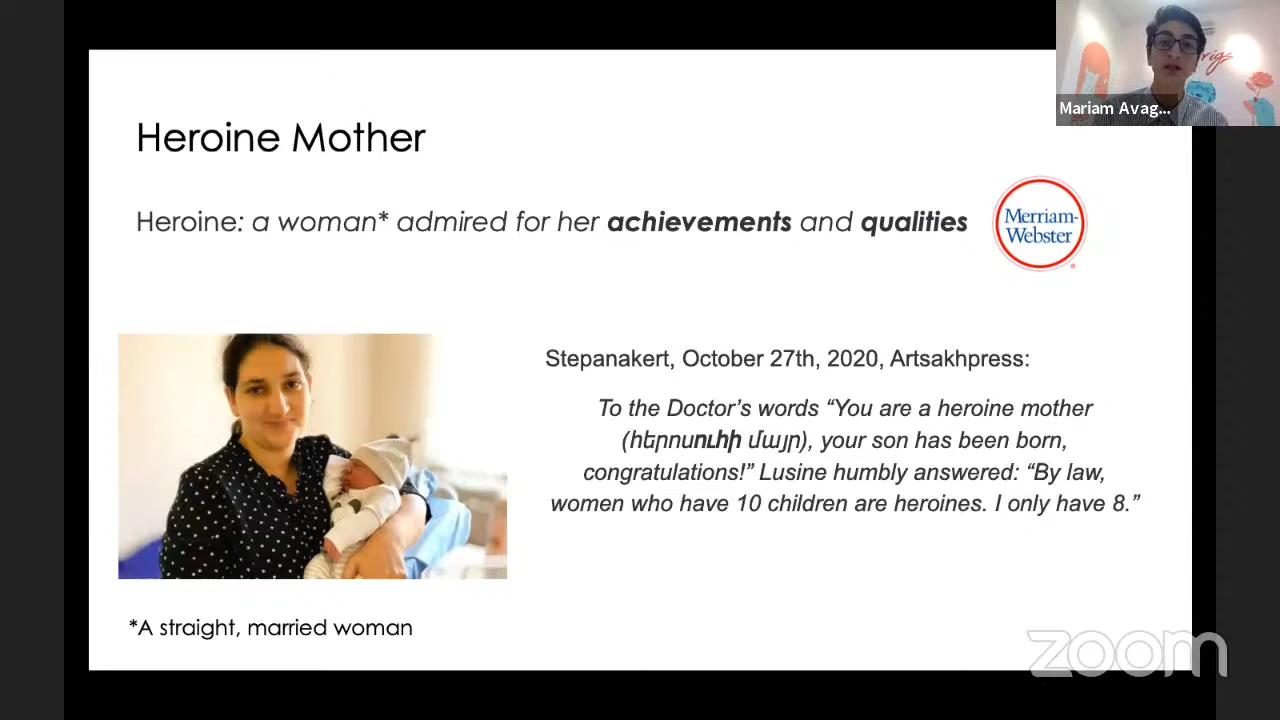 rigs
Mariam Avag...
Heroine Mother
Heroine: a woman* admired for her achievements and qualities
Merriam-
Webster
Stepanakert, October 27th, 2020, Artsakhpress:
To the Doctor’s words “You are a heroine mother
(հերոսուհի մայր), your son has been born,
congratulations!” Lusine humbly answered: “By law,
women who have 10 children are heroines. I only have 8.”
*A straight, married woman
zoom